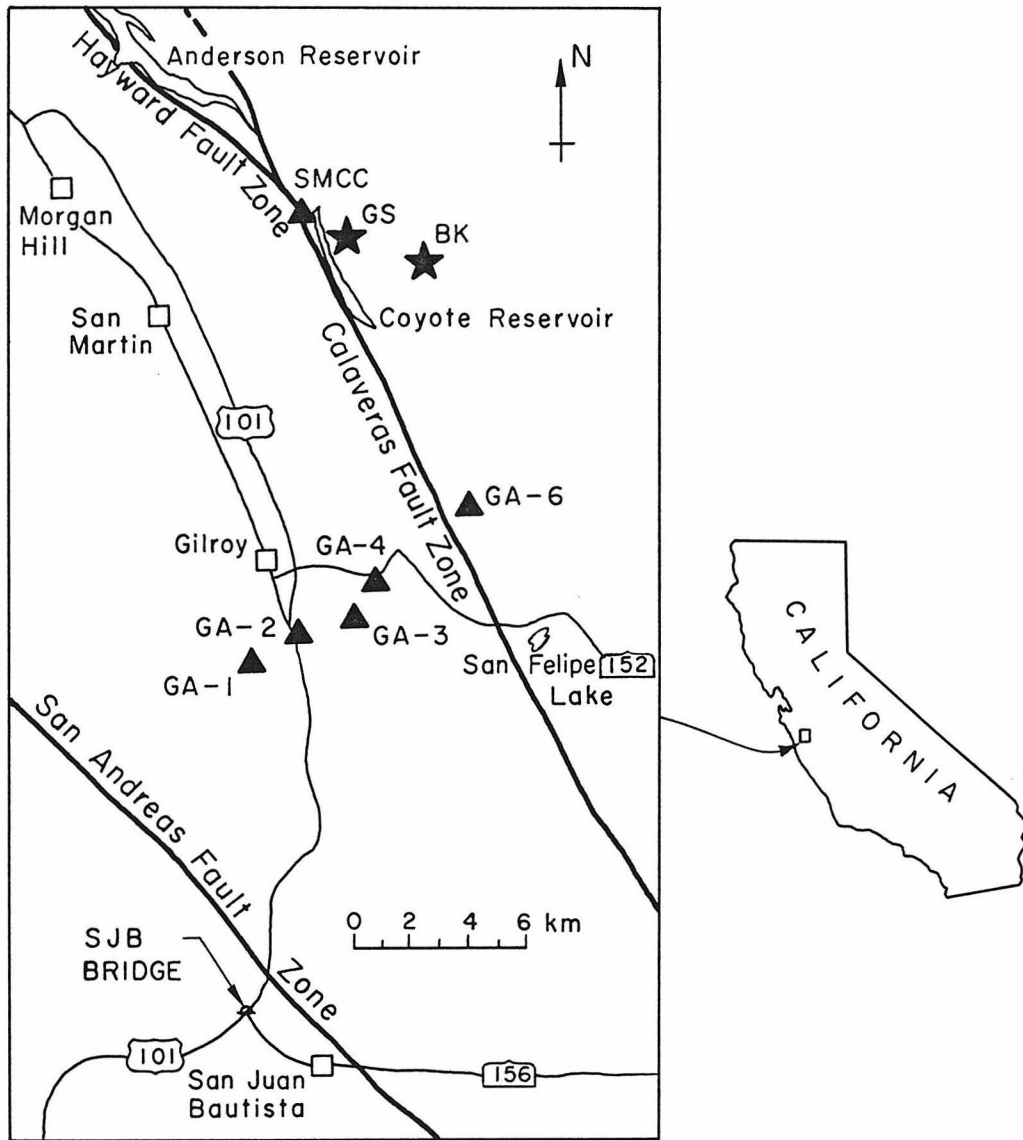 Anderson Reservoir
N
Hayward Fault Zone
SMCC
GS
BK
Morgan
Hill
Coyote Reservoir
San
Martin
Calaveras Fault Zone
101
GA-6
Gilroy
GA-4
GA-2
GA-3
GA-1
San Felipe
Lake
152
CALIFORNIA
San Andreas Fault Zone
0 2 4 6 km
SJB
BRIDGE
101
San Juan
Bautista
156